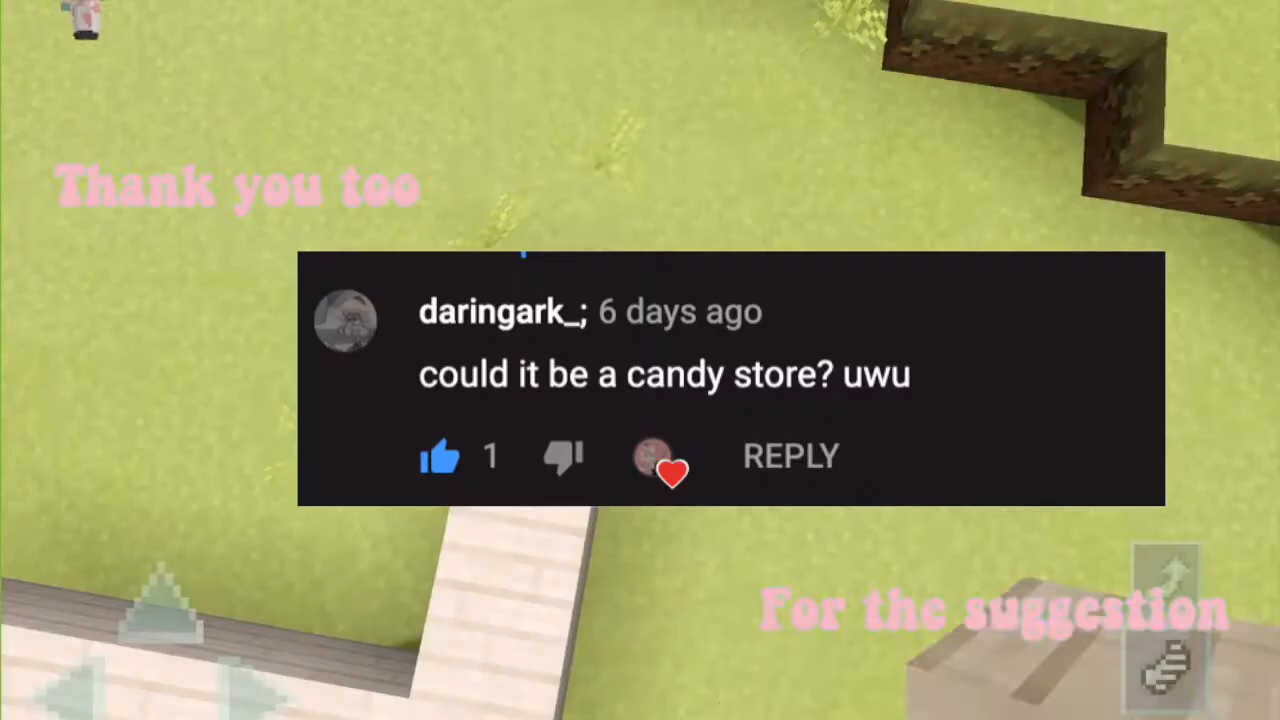 Thank you too
daringark_; 6 days ago
could it be a candy store? uwu
1 REPLY
For the suggestion